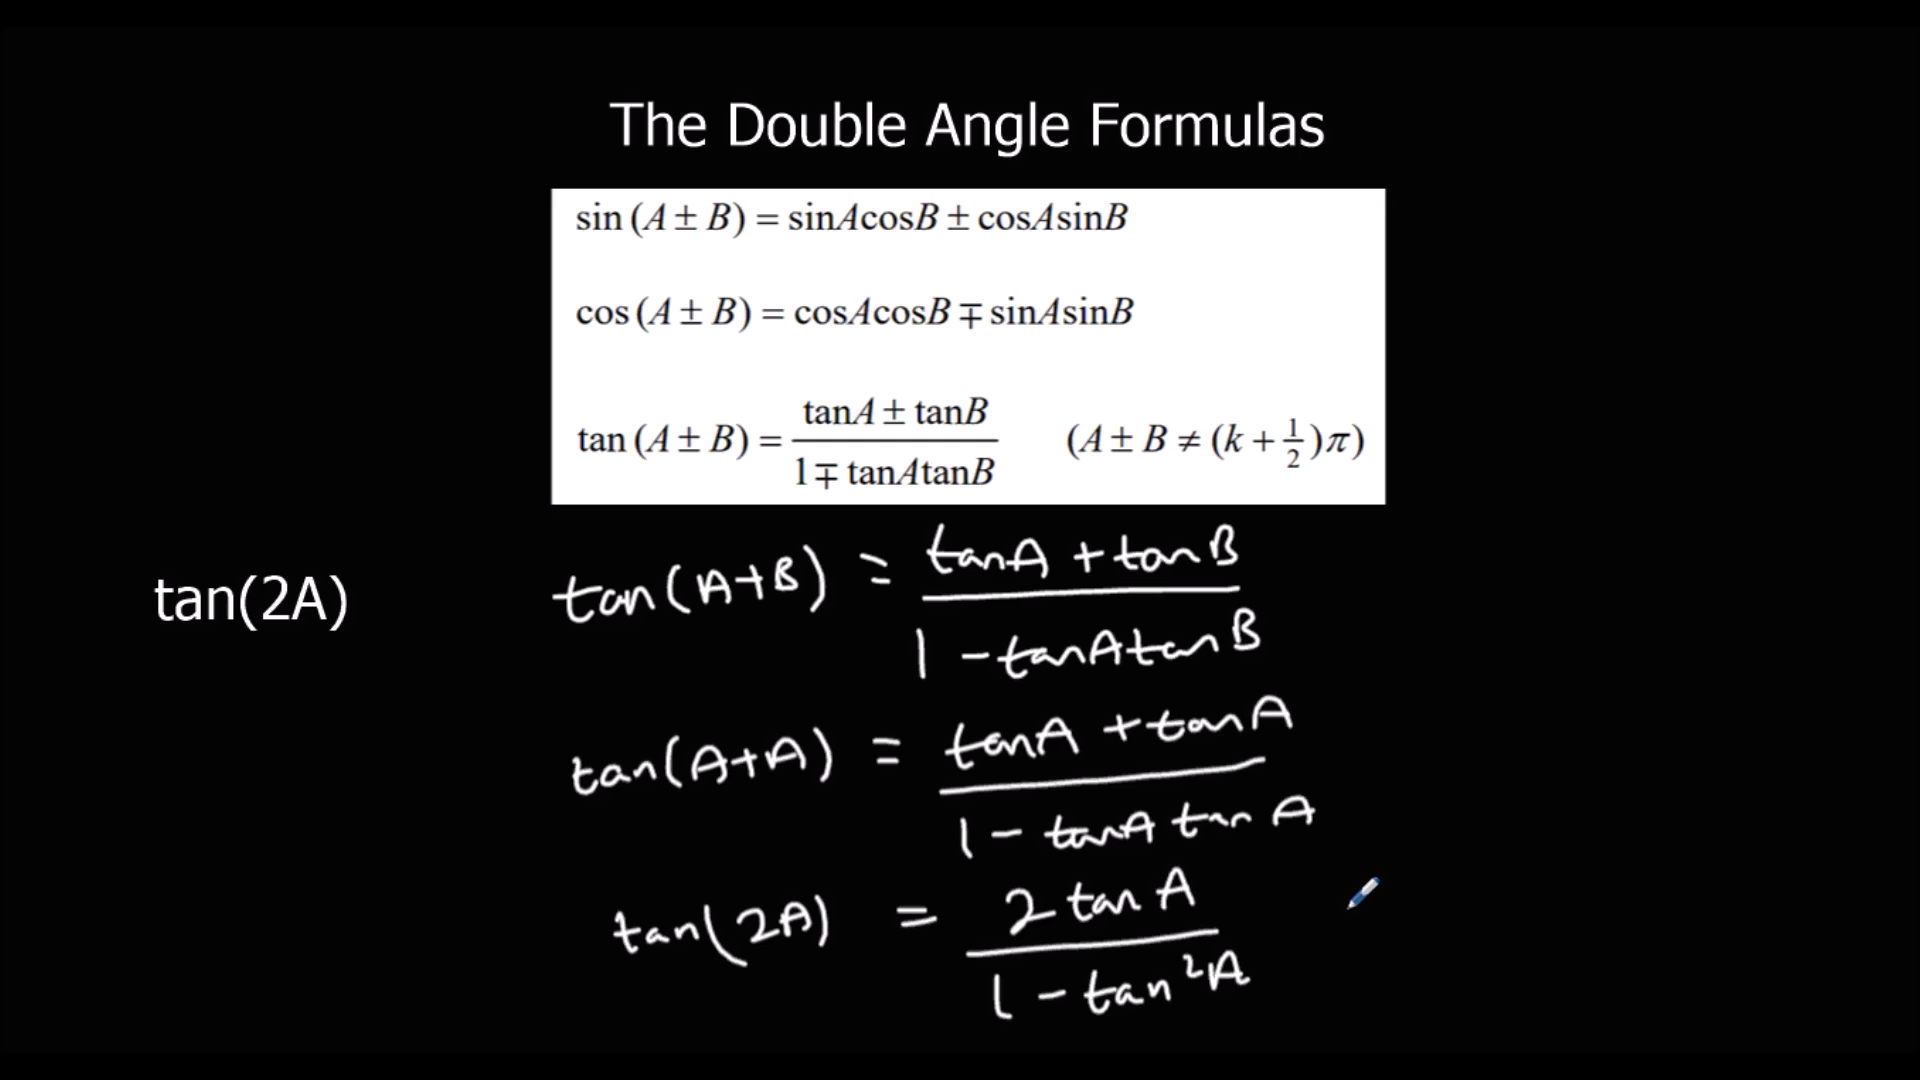 The Double Angle Formulas
sin (A ± B) = sinAcosB ± cosAsinB
cos (A ± B) = cosAcosB ∓ sinAsinB
tan (A ± B) = (tanA ± tanB)/(1 ∓ tanAtanB) (A ± B ≠ (k + 1/2)π)
tan(2A)
tan(A+B) = (tanA + tanB)/(1 - tanAtanB)
tan(A+A) = (tanA + tanA)/(1 - tanA tanA)
tan(2A) = (2 tan A)/(1 - tan²A)